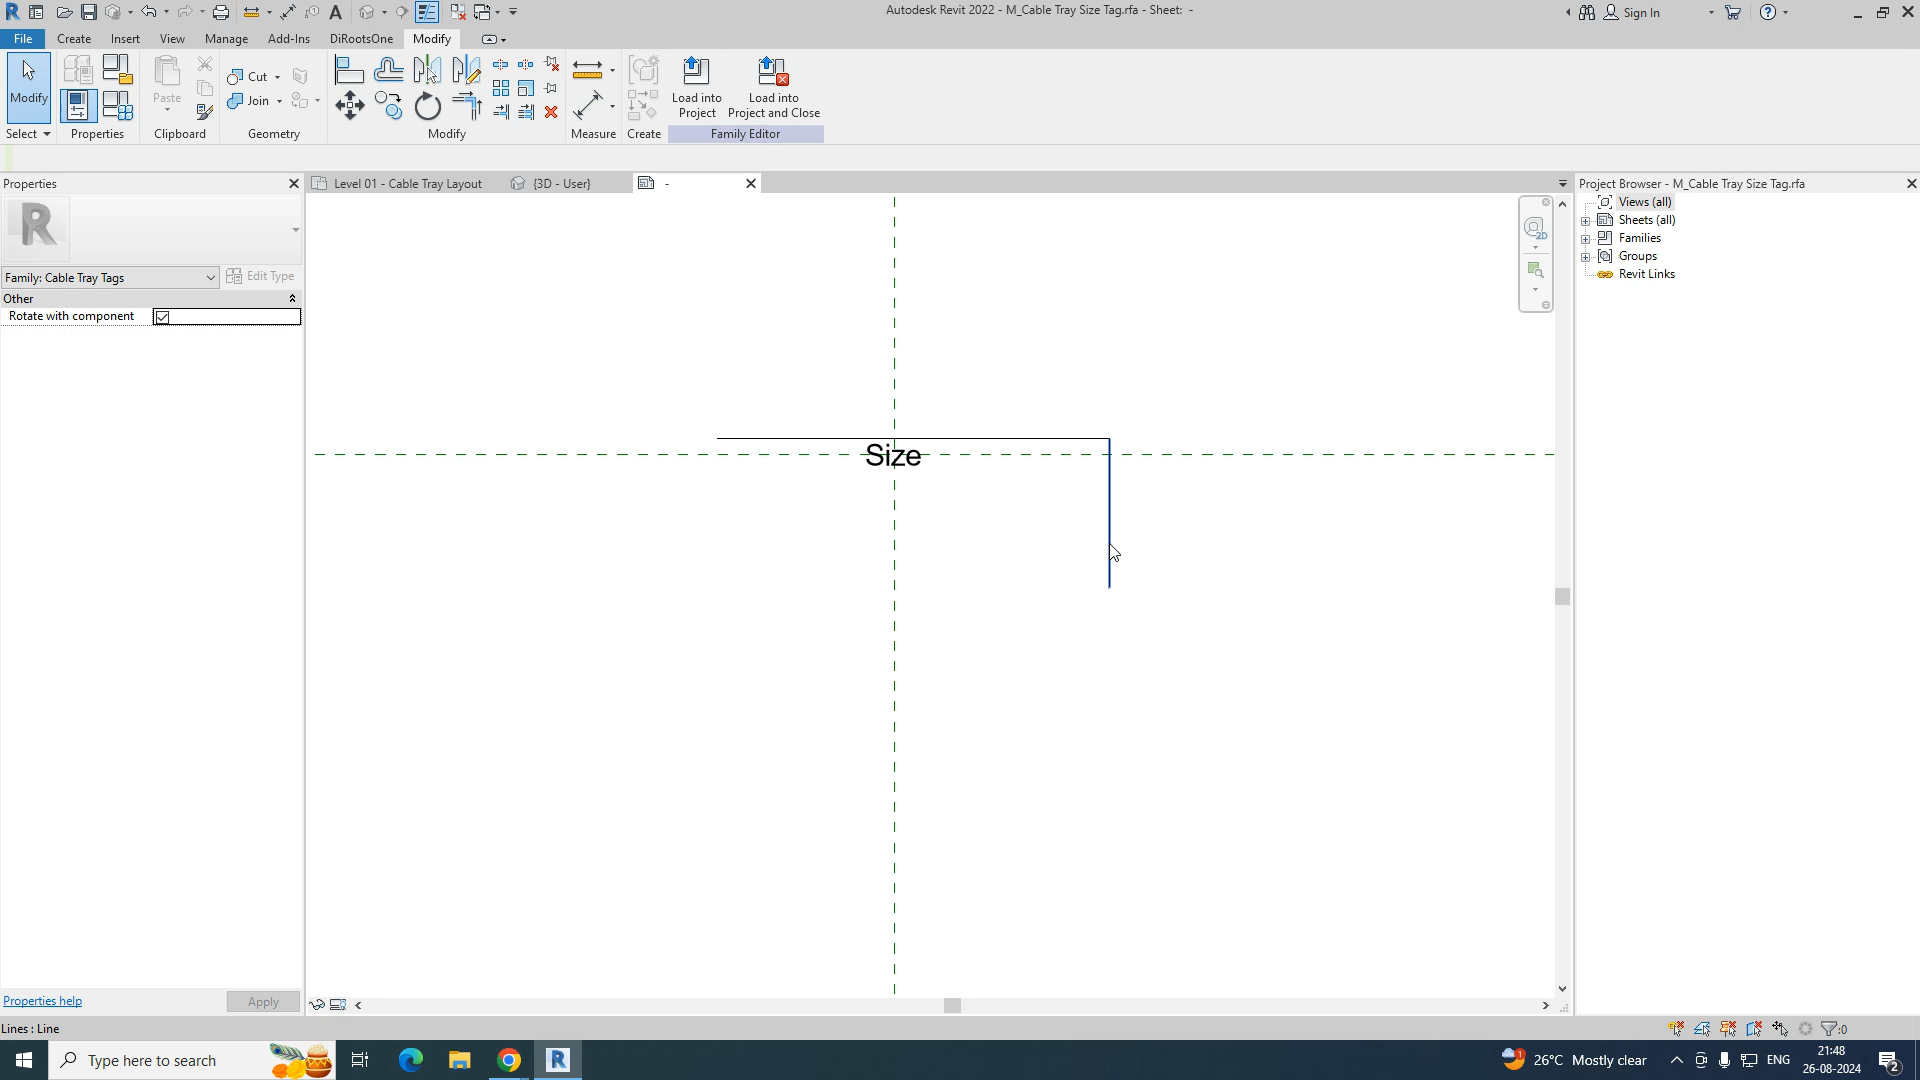 Autodesk Revit 2022 - M_Cable Tray Size Tag.rfa - Sheet: -
Sign In
File Create Insert View Manage Add-Ins DiRootsOne Modify
Modify
Paste
Cut
Join
Load into
Project
Load into
Project and Close
Select Properties Clipboard Geometry Modify Measure Create Family Editor
Properties
Level 01 - Cable Tray Layout
{3D - User}
-
Project Browser - M_Cable Tray Size Tag.rfa
Views (all)
Sheets (all)
Families
Groups
Revit Links
2D
R
Family: Cable Tray Tags
Edit Type
Other
Rotate with component
Size
Properties help
Apply
Lines : Line
:0
Type here to search
26°C Mostly clear
ENG
21:48
26-08-2024
2